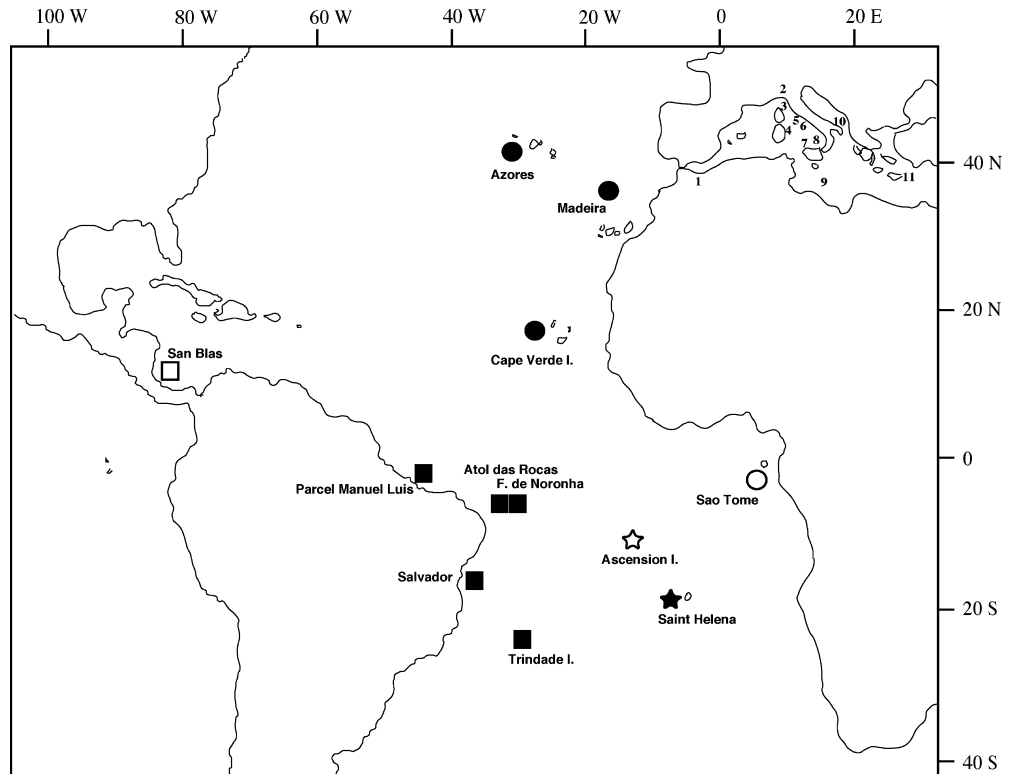 100 W 80 W 60 W 40 W 20 W 0 20 E
2
3
5
6
10
4
8
7
40 N
1
9
11
Azores
Madeira
20 N
San Blas
Cape Verde I.
0
Atol das Rocas
F. de Noronha
Parcel Manuel Luis
Sao Tome
Ascension I.
Salvador
20 S
Saint Helena
Trindade I.
40 S